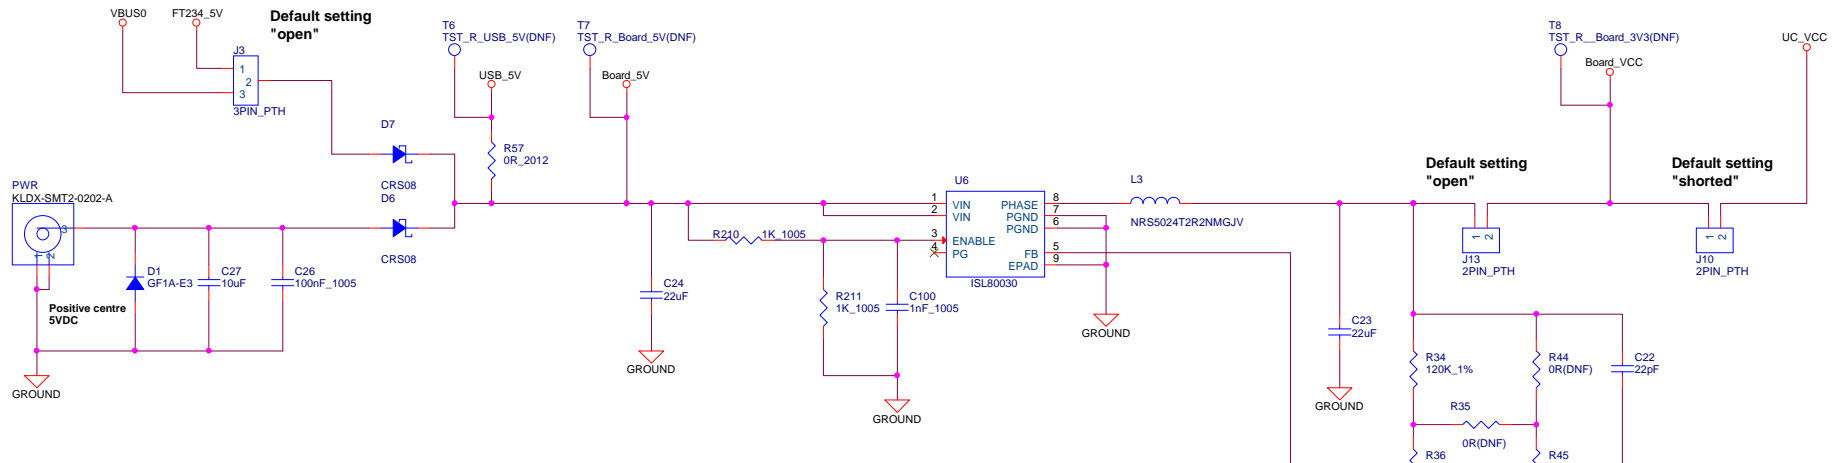 VBUS0
FT234_5V
Default setting
"open"
J3
1
2
3
3PIN_PTH
T6
TST_R_USB_5V(DNF)
USB_5V
T7
TST_R_Board_5V(DNF)
Board_5V
T8
TST_R__Board_3V3(DNF)
Board_VCC
UC_VCC
D7
CRS08
R57
0R_2012
PWR
KLDX-SMT2-0202-A
3
1
2
D6
CRS08
D1
GF1A-E3
C27
10uF
C26
100nF_1005
Positive centre
5VDC
GROUND
C24
22uF
GROUND
R210
1K_1005
R211
1K_1005
C100
1nF_1005
GROUND
U6
1
VIN
2
VIN
3
ENABLE
4
PG
PHASE
8
PGND
7
PGND
6
FB
5
EPAD
9
ISL80030
GROUND
L3
NRS5024T2R2NMGJV
C23
22uF
GROUND
Default setting
"open"
1
2
J13
2PIN_PTH
Default setting
"shorted"
1
2
J10
2PIN_PTH
R34
120K_1%
R44
0R(DNF)
C22
22pF
R35
0R(DNF)
R36
R45